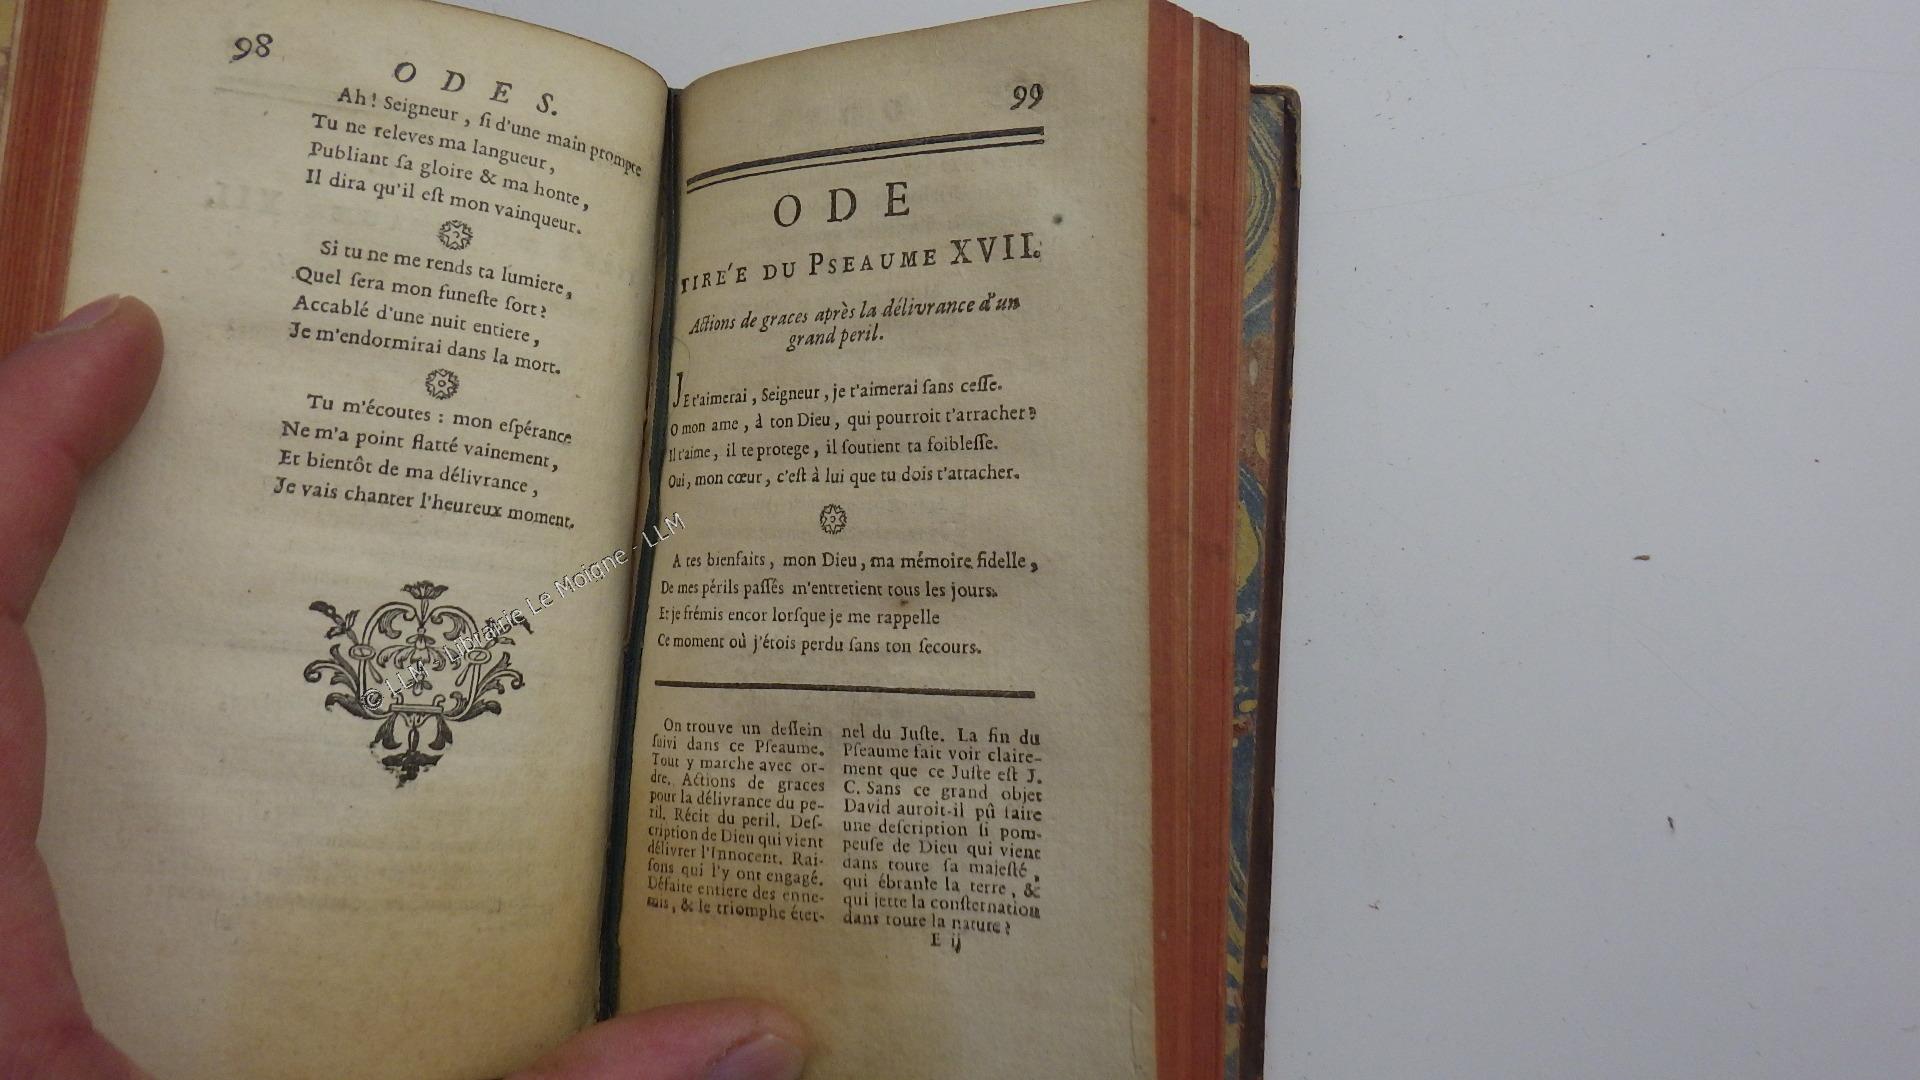 98
ODES.
Ah! Seigneur, ſi d'une main prompte
Tu ne releves ma langueur,
Publiant ſa gloire & ma honte,
Il dira qu'il eſt mon vainqueur.
Si tu ne me rends ta lumiere,
Quel ſera mon funeſte ſort?
Accablé d'une nuit entiere,
Je m'endormirai dans la mort.
Tu m'écoutes : mon eſpérance
Ne m'a point flatté vainement,
Et bientôt de ma délivrance,
Je vais chanter l'heureux moment.
99
ODE
TIRE'E DU PSEAUME XVII.
Actions de graces après la délivrance d'un
grand peril.
JE t'aimerai, Seigneur, je t'aimerai ſans ceſſe.
O mon ame, à ton Dieu, qui pourroit t'arracher?
Il t'aime, il te protege, il ſoutient ta foibleſſe.
Oui, mon cœur, c'eſt à lui que tu dois t'attacher.
A tes bienfaits, mon Dieu, ma mémoire fidelle,
De mes périls paſſés m'entretient tous les jours.
Et je frémis encor lorſque je me rappelle
Ce moment où j'étois perdu ſans ton ſecours.
On trouve un deſſein
ſuivi dans ce Pſeaume.
Tout y marche avec or-
dre. Actions de graces
pour la délivrance du pe-
ril. Récit du peril. Deſ-
cription de Dieu qui vient
délivrer l'Innocent. Rai-
ſons qui l'y ont engagé.
Défaite entiere des enne-
mis, & le triomphe éter-
nel du Juſte. La fin du
Pſeaume fait voir claire-
ment que ce Juſte eſt J.
C. Sans ce grand objet
David auroit-il pû faire
une deſcription ſi pom-
peuſe de Dieu qui vient
dans toute ſa majeſté,
qui ébranle la terre, &
qui jette la conſternation
dans toute la nature?
E ij
© LLM - Librairie Le Moigne - LLM